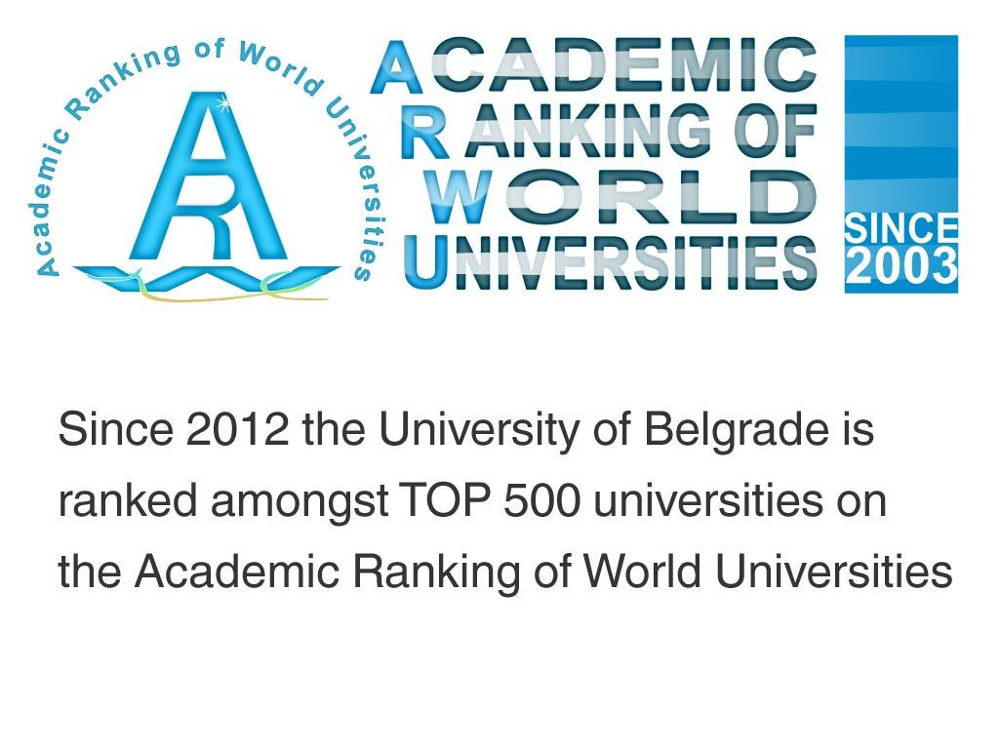 Academic Ranking of World Universities
AR
ACADEMIC
RANKING OF
WORLD
UNIVERSITIES
SINCE
2003
Since 2012 the University of Belgrade is
ranked amongst TOP 500 universities on
the Academic Ranking of World Universities